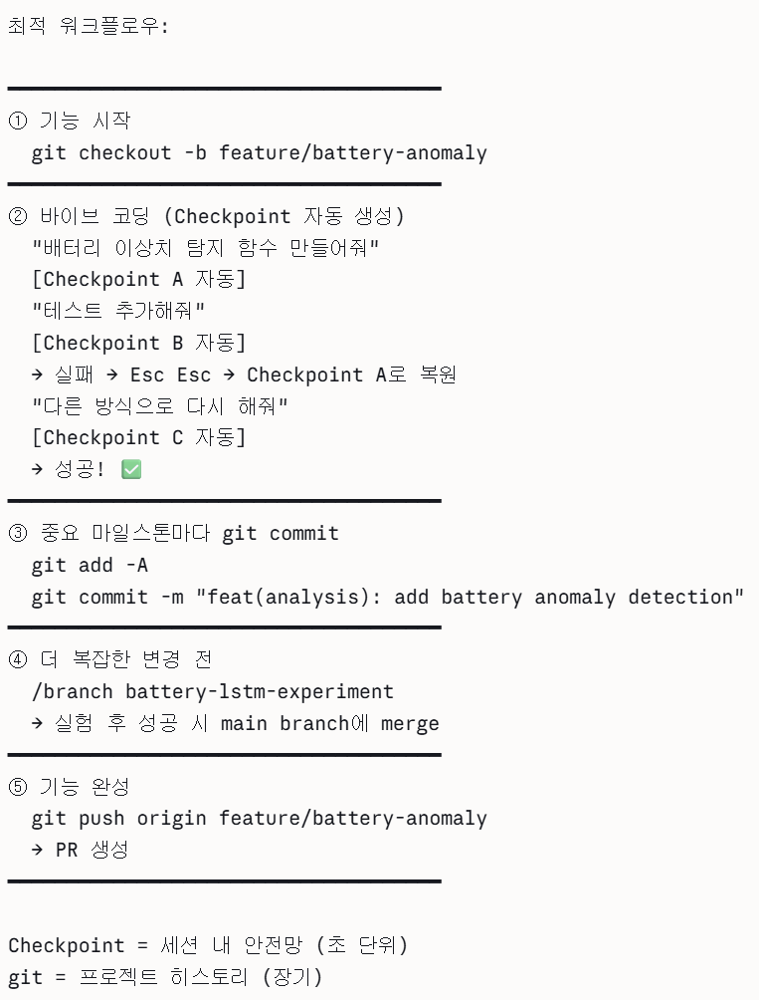 최적 워크플로우:
① 기능 시작
git checkout -b feature/battery-anomaly
② 바이브 코딩 (Checkpoint 자동 생성)
"배터리 이상치 탐지 함수 만들어줘"
[Checkpoint A 자동]
"테스트 추가해줘"
[Checkpoint B 자동]
→ 실패 → Esc Esc → Checkpoint A로 복원
"다른 방식으로 다시 해줘"
[Checkpoint C 자동]
→ 성공! ✅
③ 중요 마일스톤마다 git commit
git add -A
git commit -m "feat(analysis): add battery anomaly detection"
④ 더 복잡한 변경 전
/branch battery-lstm-experiment
→ 실험 후 성공 시 main branch에 merge
⑤ 기능 완성
git push origin feature/battery-anomaly
→ PR 생성
Checkpoint = 세션 내 안전망 (초 단위)
git = 프로젝트 히스토리 (장기)